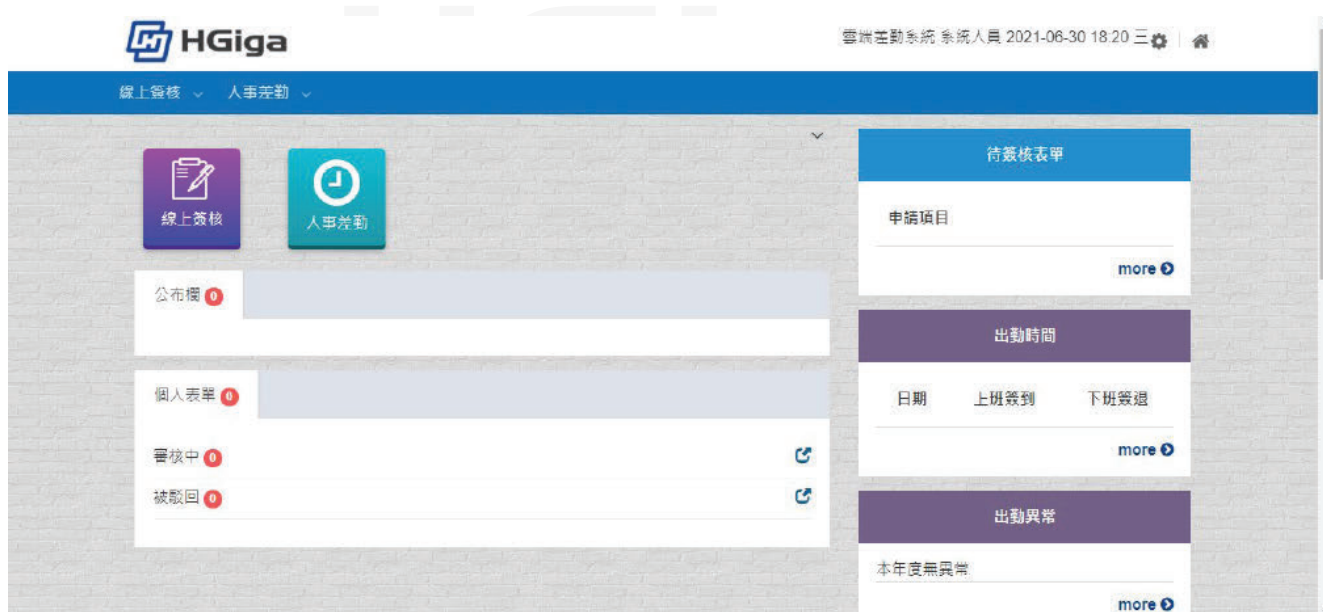 HGiga
雲端差勤系統 系統人員 2021-06-30 18:20 三
線上簽核 人事差勤
線上簽核
人事差勤
公布欄 0
個人表單 0
審核中 0
被駁回 0
待簽核表單
申請項目
more
出勤時間
日期 上班簽到 下班簽退
more
出勤異常
本年度無異常
more